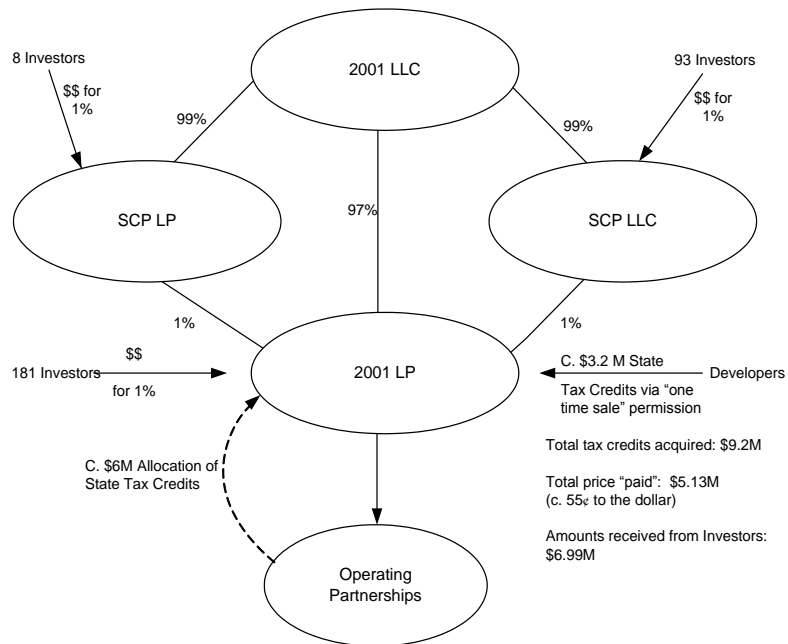 8 Investors
2001 LLC
93 Investors
$$ for
1%
$$ for
1%
99%
99%
SCP LP
97%
SCP LLC
1%
1%
181 Investors
$$
for 1%
2001 LP
C. $3.2 M State
Developers
Tax Credits via “one
time sale” permission
Total tax credits acquired: $9.2M
C. $6M Allocation of
State Tax Credits
Total price “paid”: $5.13M
(c. 55¢ to the dollar)
Amounts received from Investors:
$6.99M
Operating
Partnerships